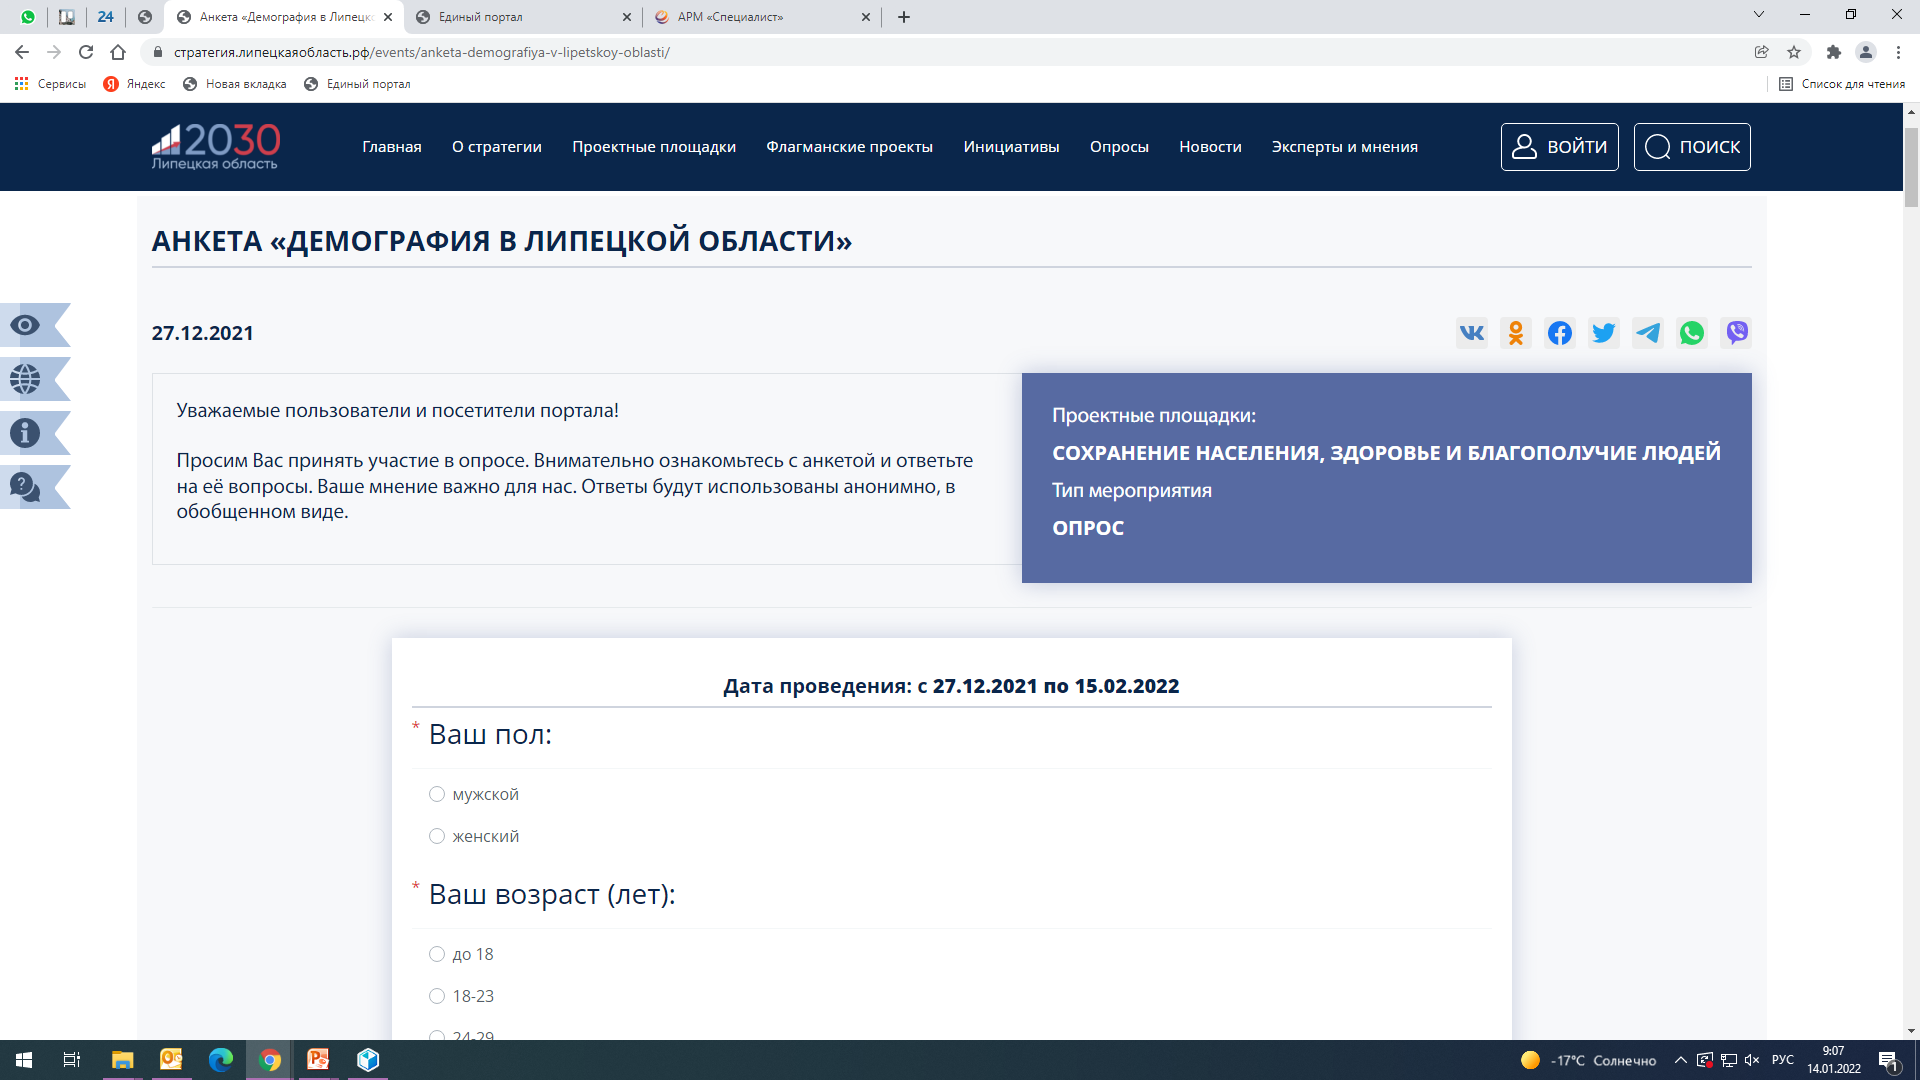 24
Анкета «Демография в Липецк
Единый портал
АРМ «Специалист»
стратегия.липецкаяобласть.рф/events/anketa-demografiya-v-lipetskoy-oblasti/
Сервисы
Яндекс
Новая вкладка
Единый портал
Список для чтения
2030
Липецкая область
Главная
О стратегии
Проектные площадки
Флагманские проекты
Инициативы
Опросы
Новости
Эксперты и мнения
ВОЙТИ
ПОИСК
АНКЕТА «ДЕМОГРАФИЯ В ЛИПЕЦКОЙ ОБЛАСТИ»
27.12.2021
Уважаемые пользователи и посетители портала!
Просим Вас принять участие в опросе. Внимательно ознакомьтесь с анкетой и ответьте
на её вопросы. Ваше мнение важно для нас. Ответы будут использованы анонимно, в
обобщенном виде.
Проектные площадки:
СОХРАНЕНИЕ НАСЕЛЕНИЯ, ЗДОРОВЬЕ И БЛАГОПОЛУЧИЕ ЛЮДЕЙ
Тип мероприятия
ОПРОС
Дата проведения: с 27.12.2021 по 15.02.2022
* Ваш пол:
мужской
женский
* Ваш возраст (лет):
до 18
18-23
24-29
-17°C Солнечно
РУС
9:07
14.01.2022
1